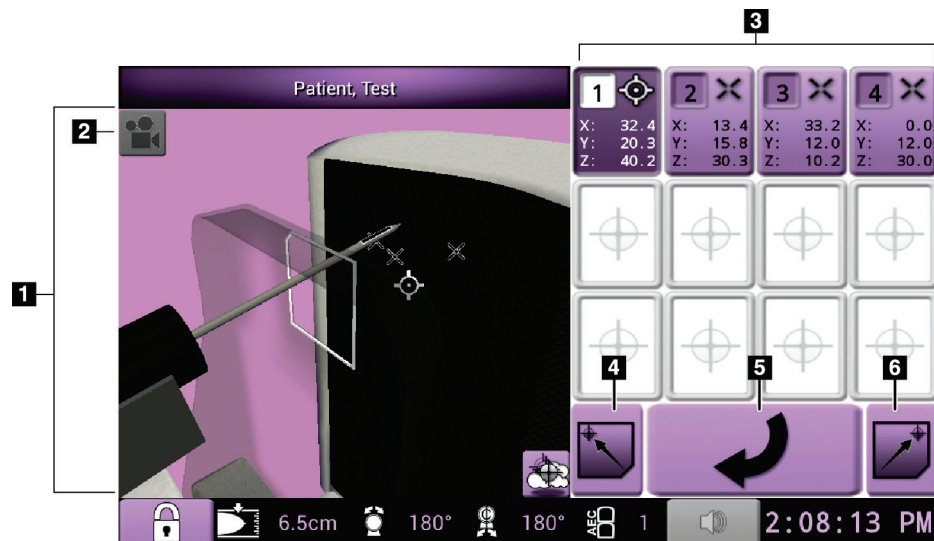 3
Patient, Test
1 2 3 4
X: 32.4 X: 13.4 X: 33.2 X: 0.0
Y: 20.3 Y: 15.8 Y: 12.0 Y: 12.0
Z: 40.2 Z: 30.3 Z: 10.2 Z: 30.0
2
1
4 5 6
6.5cm 180° C 180° AEC 1 2:08:13 PM